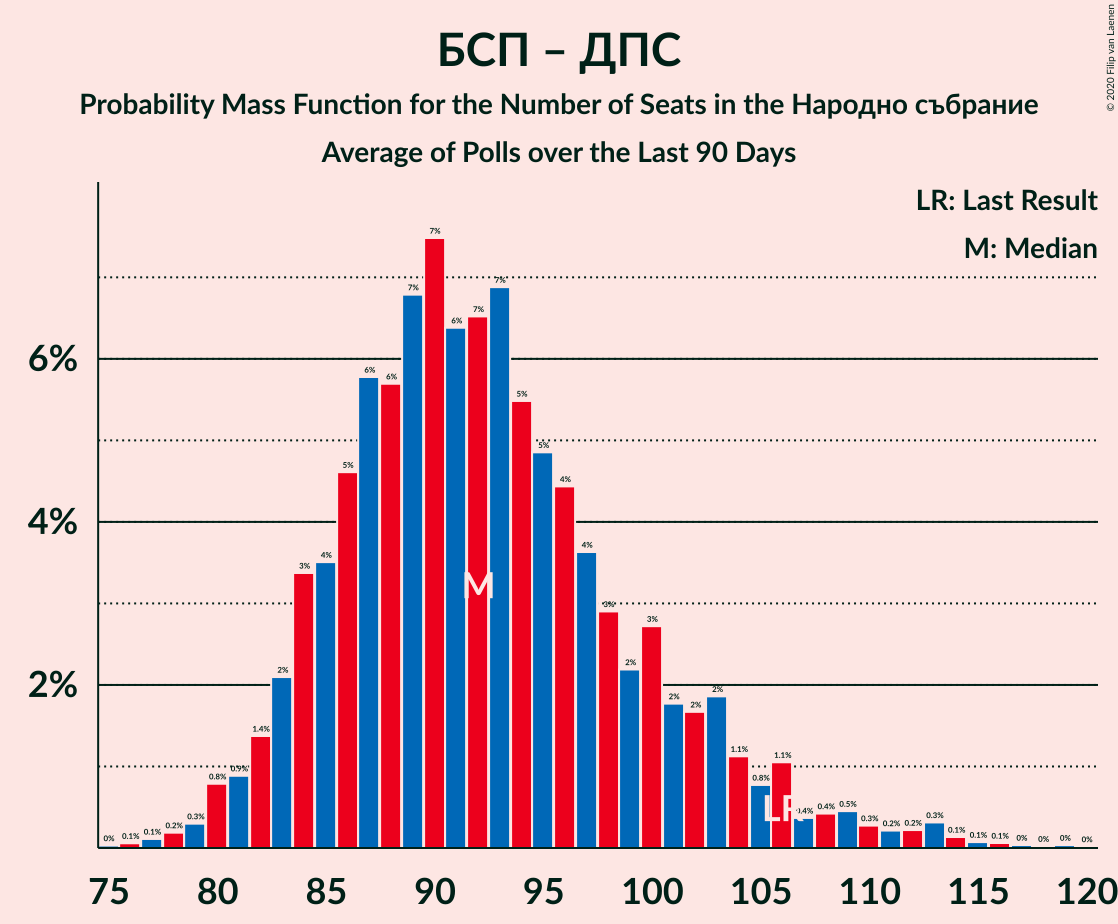 БСП – ДПС
Probability Mass Function for the Number of Seats in the Народно събрание
Average of Polls over the Last 90 Days
© 2020 Filip van Laenen
LR: Last Result
M: Median
6%
4%
2%
0% 0.1% 0.1% 0.2% 0.3% 0.8% 0.9% 1.4% 2% 3% 4% 5% 6% 6% 7% 7% 6% 7% 7% 5% 5% 4% 4% 3% 2% 3% 2% 2% 2% 1.1% 0.8% 1.1% 0.4% 0.4% 0.5% 0.3% 0.2% 0.2% 0.3% 0.1% 0.1% 0.1% 0% 0% 0% 0%
M
LR
75 80 85 90 95 100 105 110 115 120